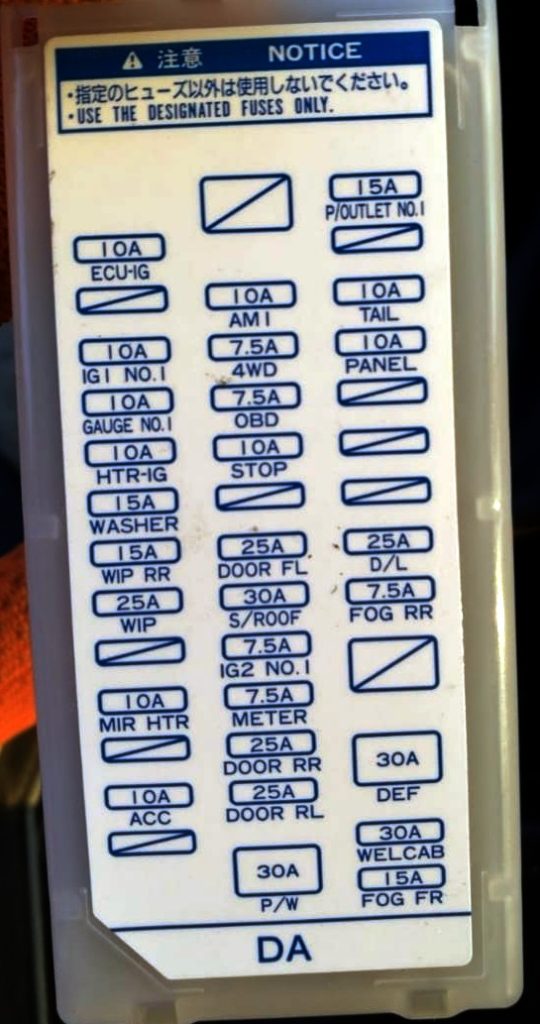 注意 NOTICE
・指定のヒューズ以外は使用しないでください。
・USE THE DESIGNATED FUSES ONLY.
10A
ECU-IG
10A
IG1 NO.1
10A
GAUGE NO.1
10A
HTR-IG
15A
WASHER
15A
WIP RR
25A
WIP
10A
MIR HTR
10A
ACC
10A
AM1
7.5A
4WD
7.5A
OBD
10A
STOP
25A
DOOR FL
30A
S/ROOF
7.5A
IG2 NO.1
7.5A
METER
25A
DOOR RR
25A
DOOR RL
30A
P/W
15A
P/OUTLET NO.1
10A
TAIL
10A
PANEL
25A
D/L
7.5A
FOG RR
30A
DEF
30A
WELCAB
15A
FOG FR
DA